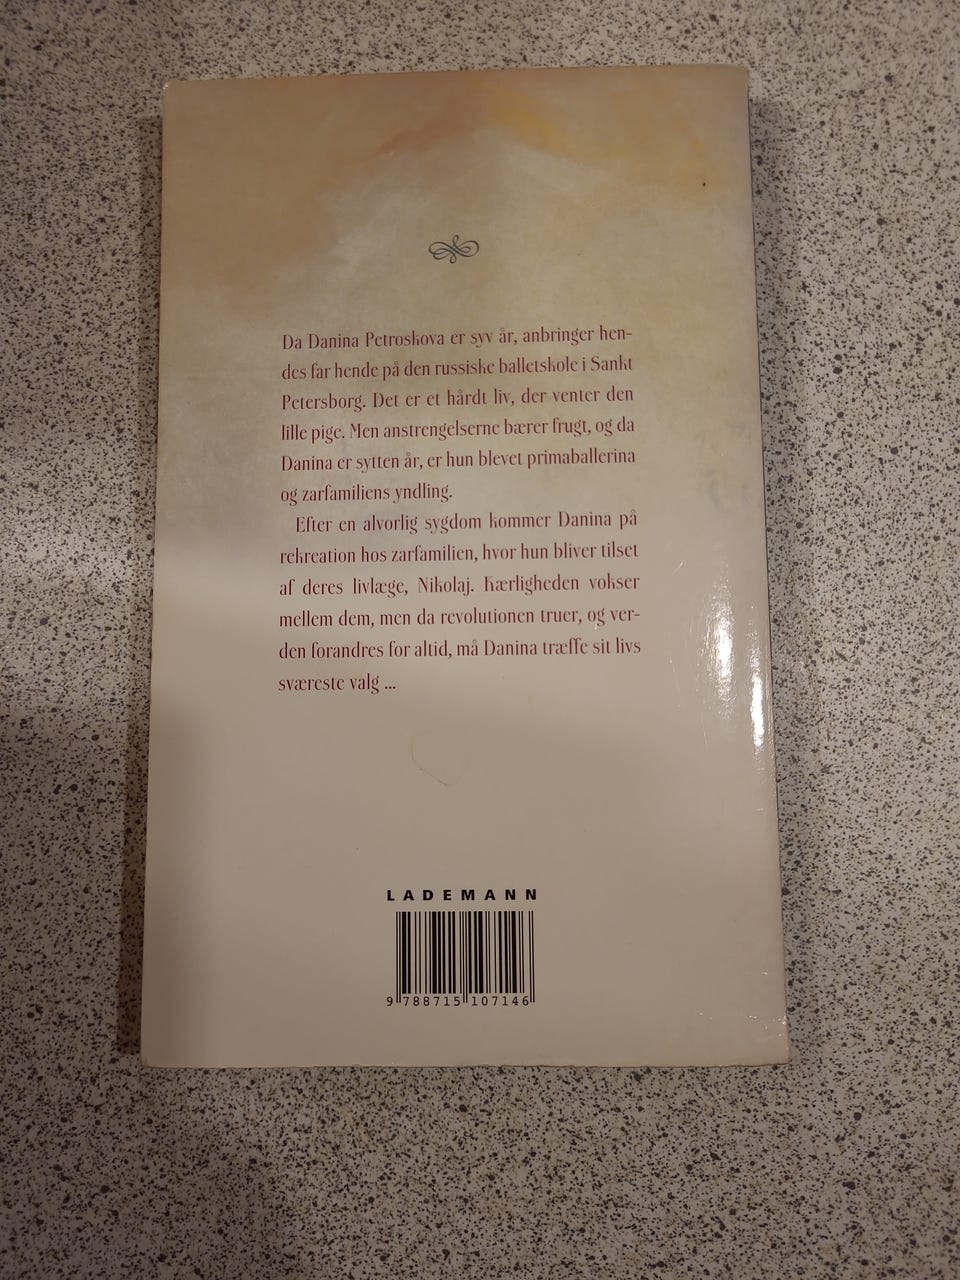 Da Danina Petroskova er syv år, anbringer hen-
des far hende på den russiske balletskole i Sankt
Petersborg. Det er et hårdt liv, der venter den
lille pige. Men anstrengelserne bærer frugt, og da
Danina er sytten år, er hun blevet primaballerina
og zarfamiliens yndling.
Efter en alvorlig sygdom kommer Danina på
rekreation hos zarfamilien, hvor hun bliver tilset
af deres livlæge, Nikolaj. Kærligheden vokser
mellem dem, men da revolutionen truer, og ver-
den forandres for altid, må Danina træffe sit livs
sværeste valg ...
LADEMANN
9 788715 107146